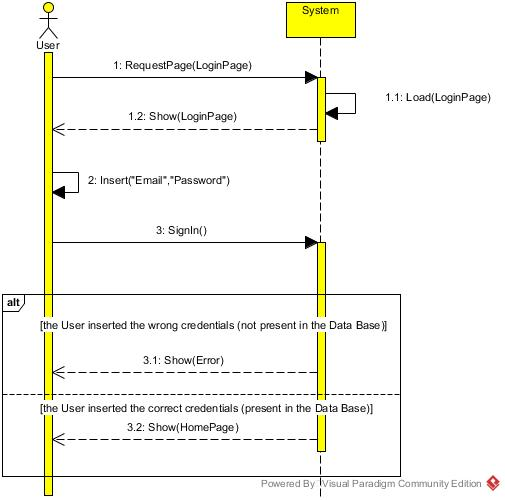 System
User
1: RequestPage(LoginPage)
1.1: Load(LoginPage)
1.2: Show(LoginPage)
2: Insert("Email","Password")
3: SignIn()
alt
[the User inserted the wrong credentials (not present in the Data Base)]
3.1: Show(Error)
[the User inserted the correct credentials (present in the Data Base)]
3.2: Show(HomePage)
Powered By Visual Paradigm Community Edition